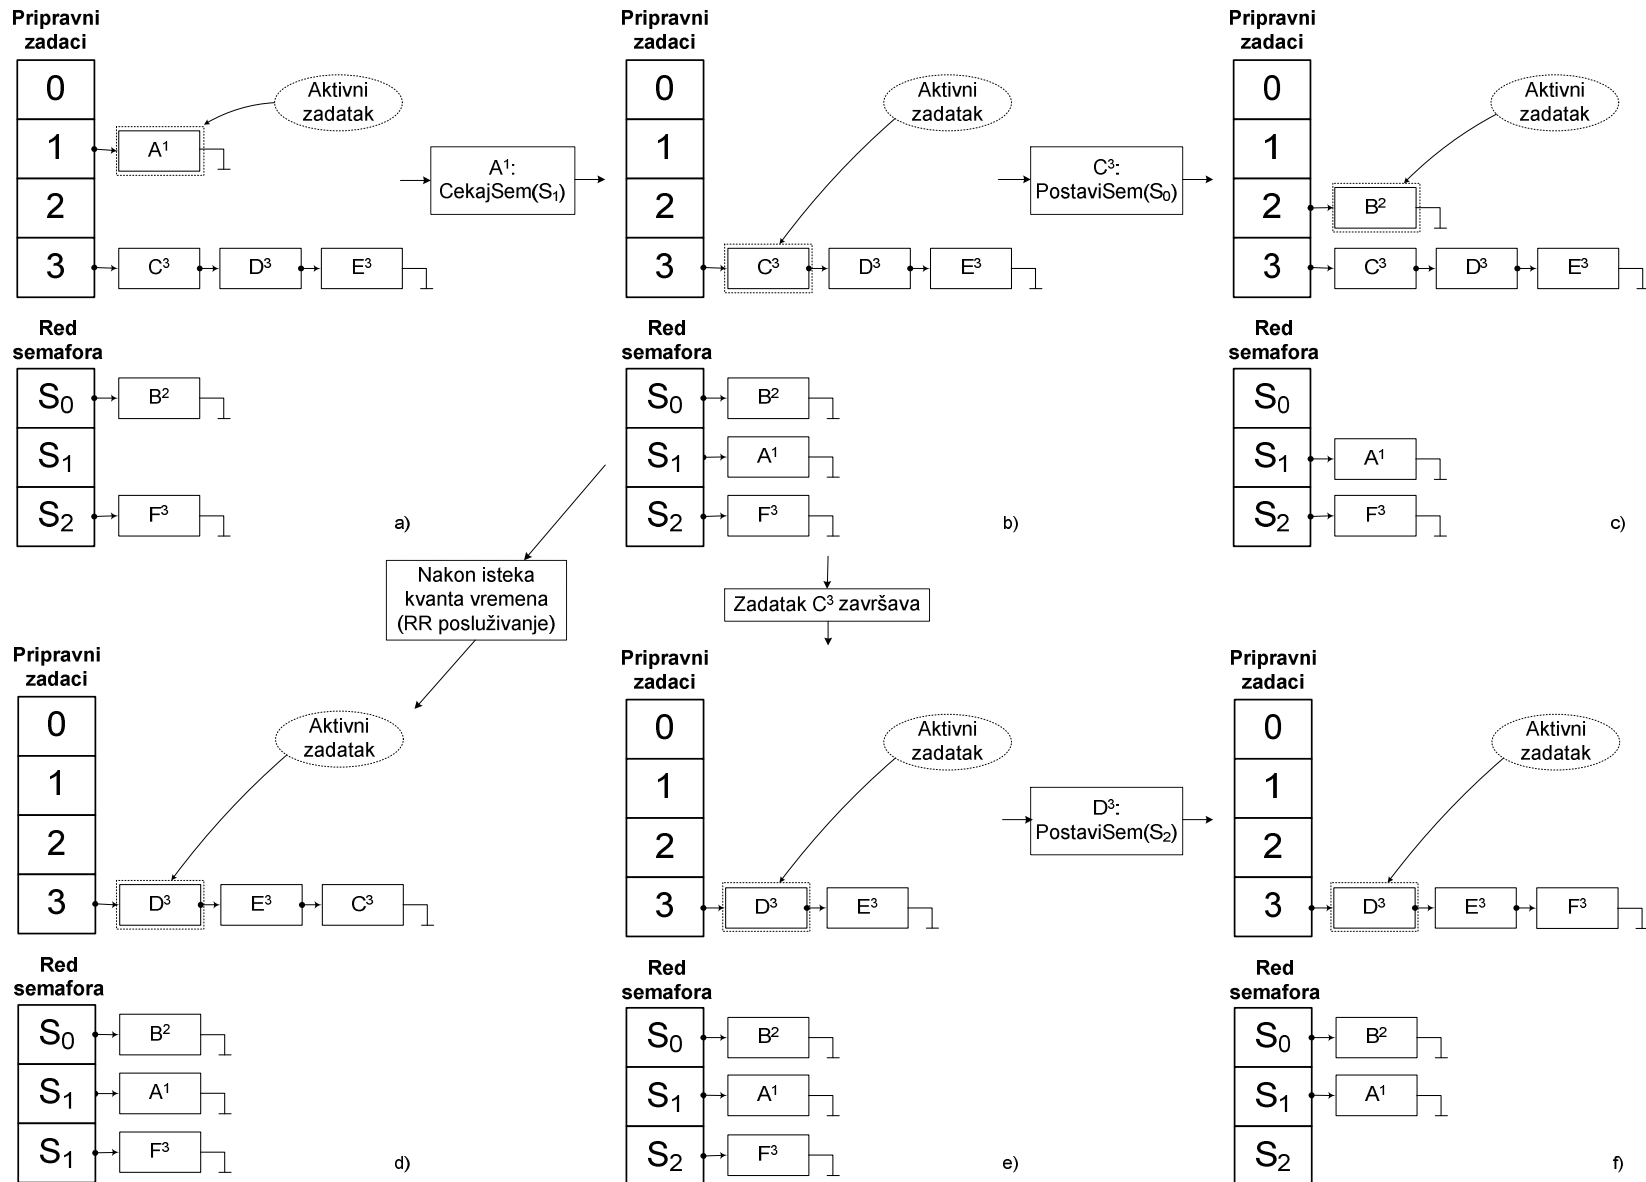 Pripravni
zadaci
0
1
2
3
A¹
C³
D³
E³
Aktivni
zadatak
Red
semafora
S₀
S₁
S₂
B²
F³
a)
A¹:
CekajSem(S₁)
Pripravni
zadaci
0
1
2
3
C³
D³
E³
Aktivni
zadatak
Red
semafora
S₀
S₁
S₂
B²
A¹
F³
b)
C³:
PostaviSem(S₀)
Pripravni
zadaci
0
1
2
3
B²
C³
D³
E³
Aktivni
zadatak
Red
semafora
S₀
S₁
S₂
A¹
F³
c)
Nakon isteka
kvanta vremena
(RR posluživanje)
Zadatak C³ završava
Pripravni
zadaci
0
1
2
3
D³
E³
C³
Aktivni
zadatak
Red
semafora
S₀
S₁
S₁
B²
A¹
F³
d)
Pripravni
zadaci
0
1
2
3
D³
E³
Aktivni
zadatak
Red
semafora
S₀
S₁
S₂
B²
A¹
F³
e)
D³:
PostaviSem(S₂)
Pripravni
zadaci
0
1
2
3
D³
E³
F³
Aktivni
zadatak
Red
semafora
S₀
S₁
S₂
B²
A¹
f)